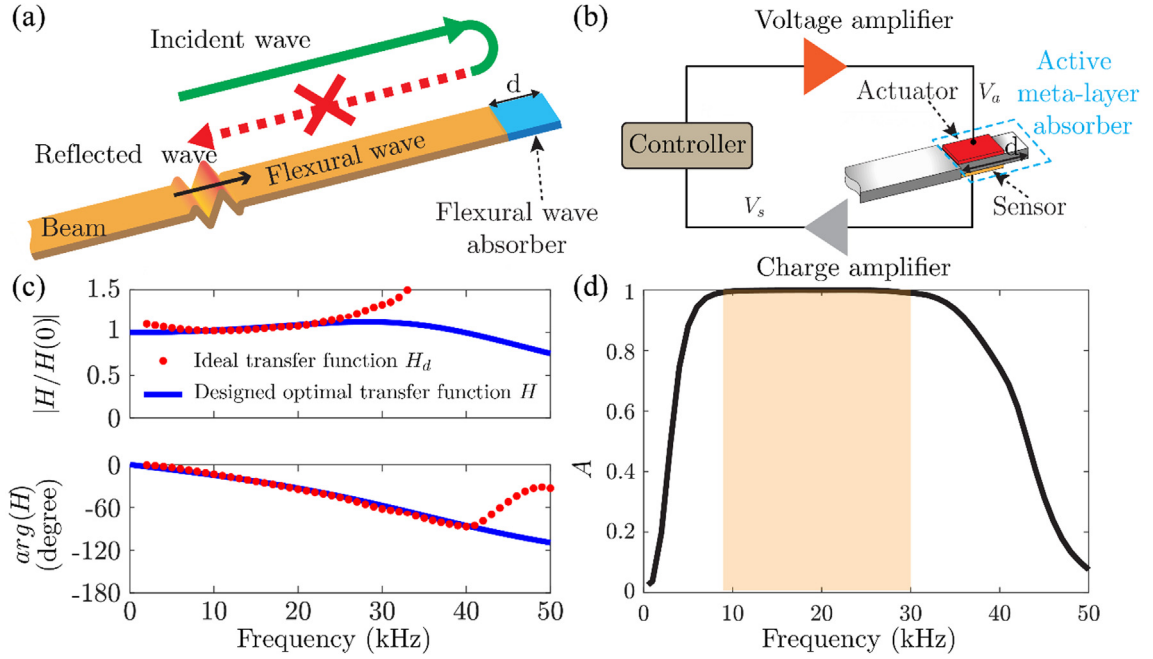 (a)
Incident wave
d
Reflected wave
Flexural wave
Beam
Flexural wave
absorber
(b)
Voltage amplifier
Actuator
V_a
Active
meta-layer
absorber
Controller
d
V_s
Sensor
Charge amplifier
(c)
1.5
1
0.5
0
|H/H(0)|
Ideal transfer function H_d
Designed optimal transfer function H
0
-60
-120
-180
arg(H)
(degree)
0 10 20 30 40 50
Frequency (kHz)
(d)
1
0.8
0.6
0.4
0.2
0
A
0 10 20 30 40 50
Frequency (kHz)